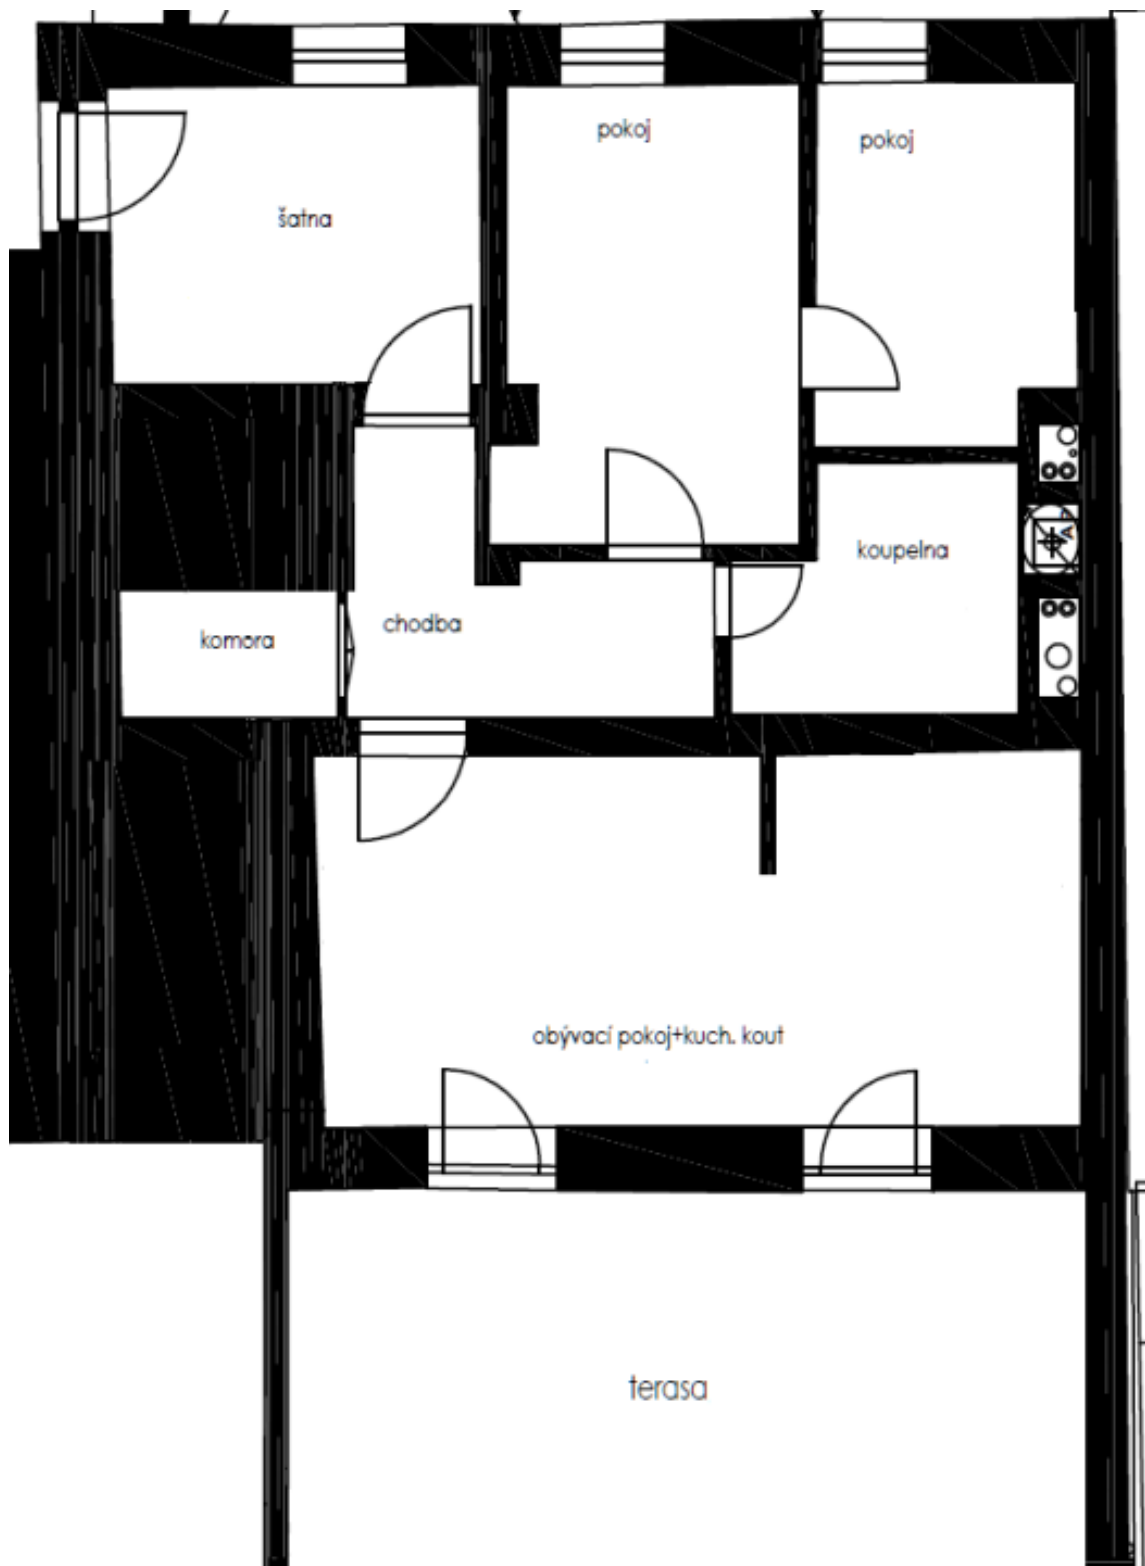 pokoj
pokoj
šatna
koupelna
chodba
komora
obývací pokoj+kuch. kout
terasa